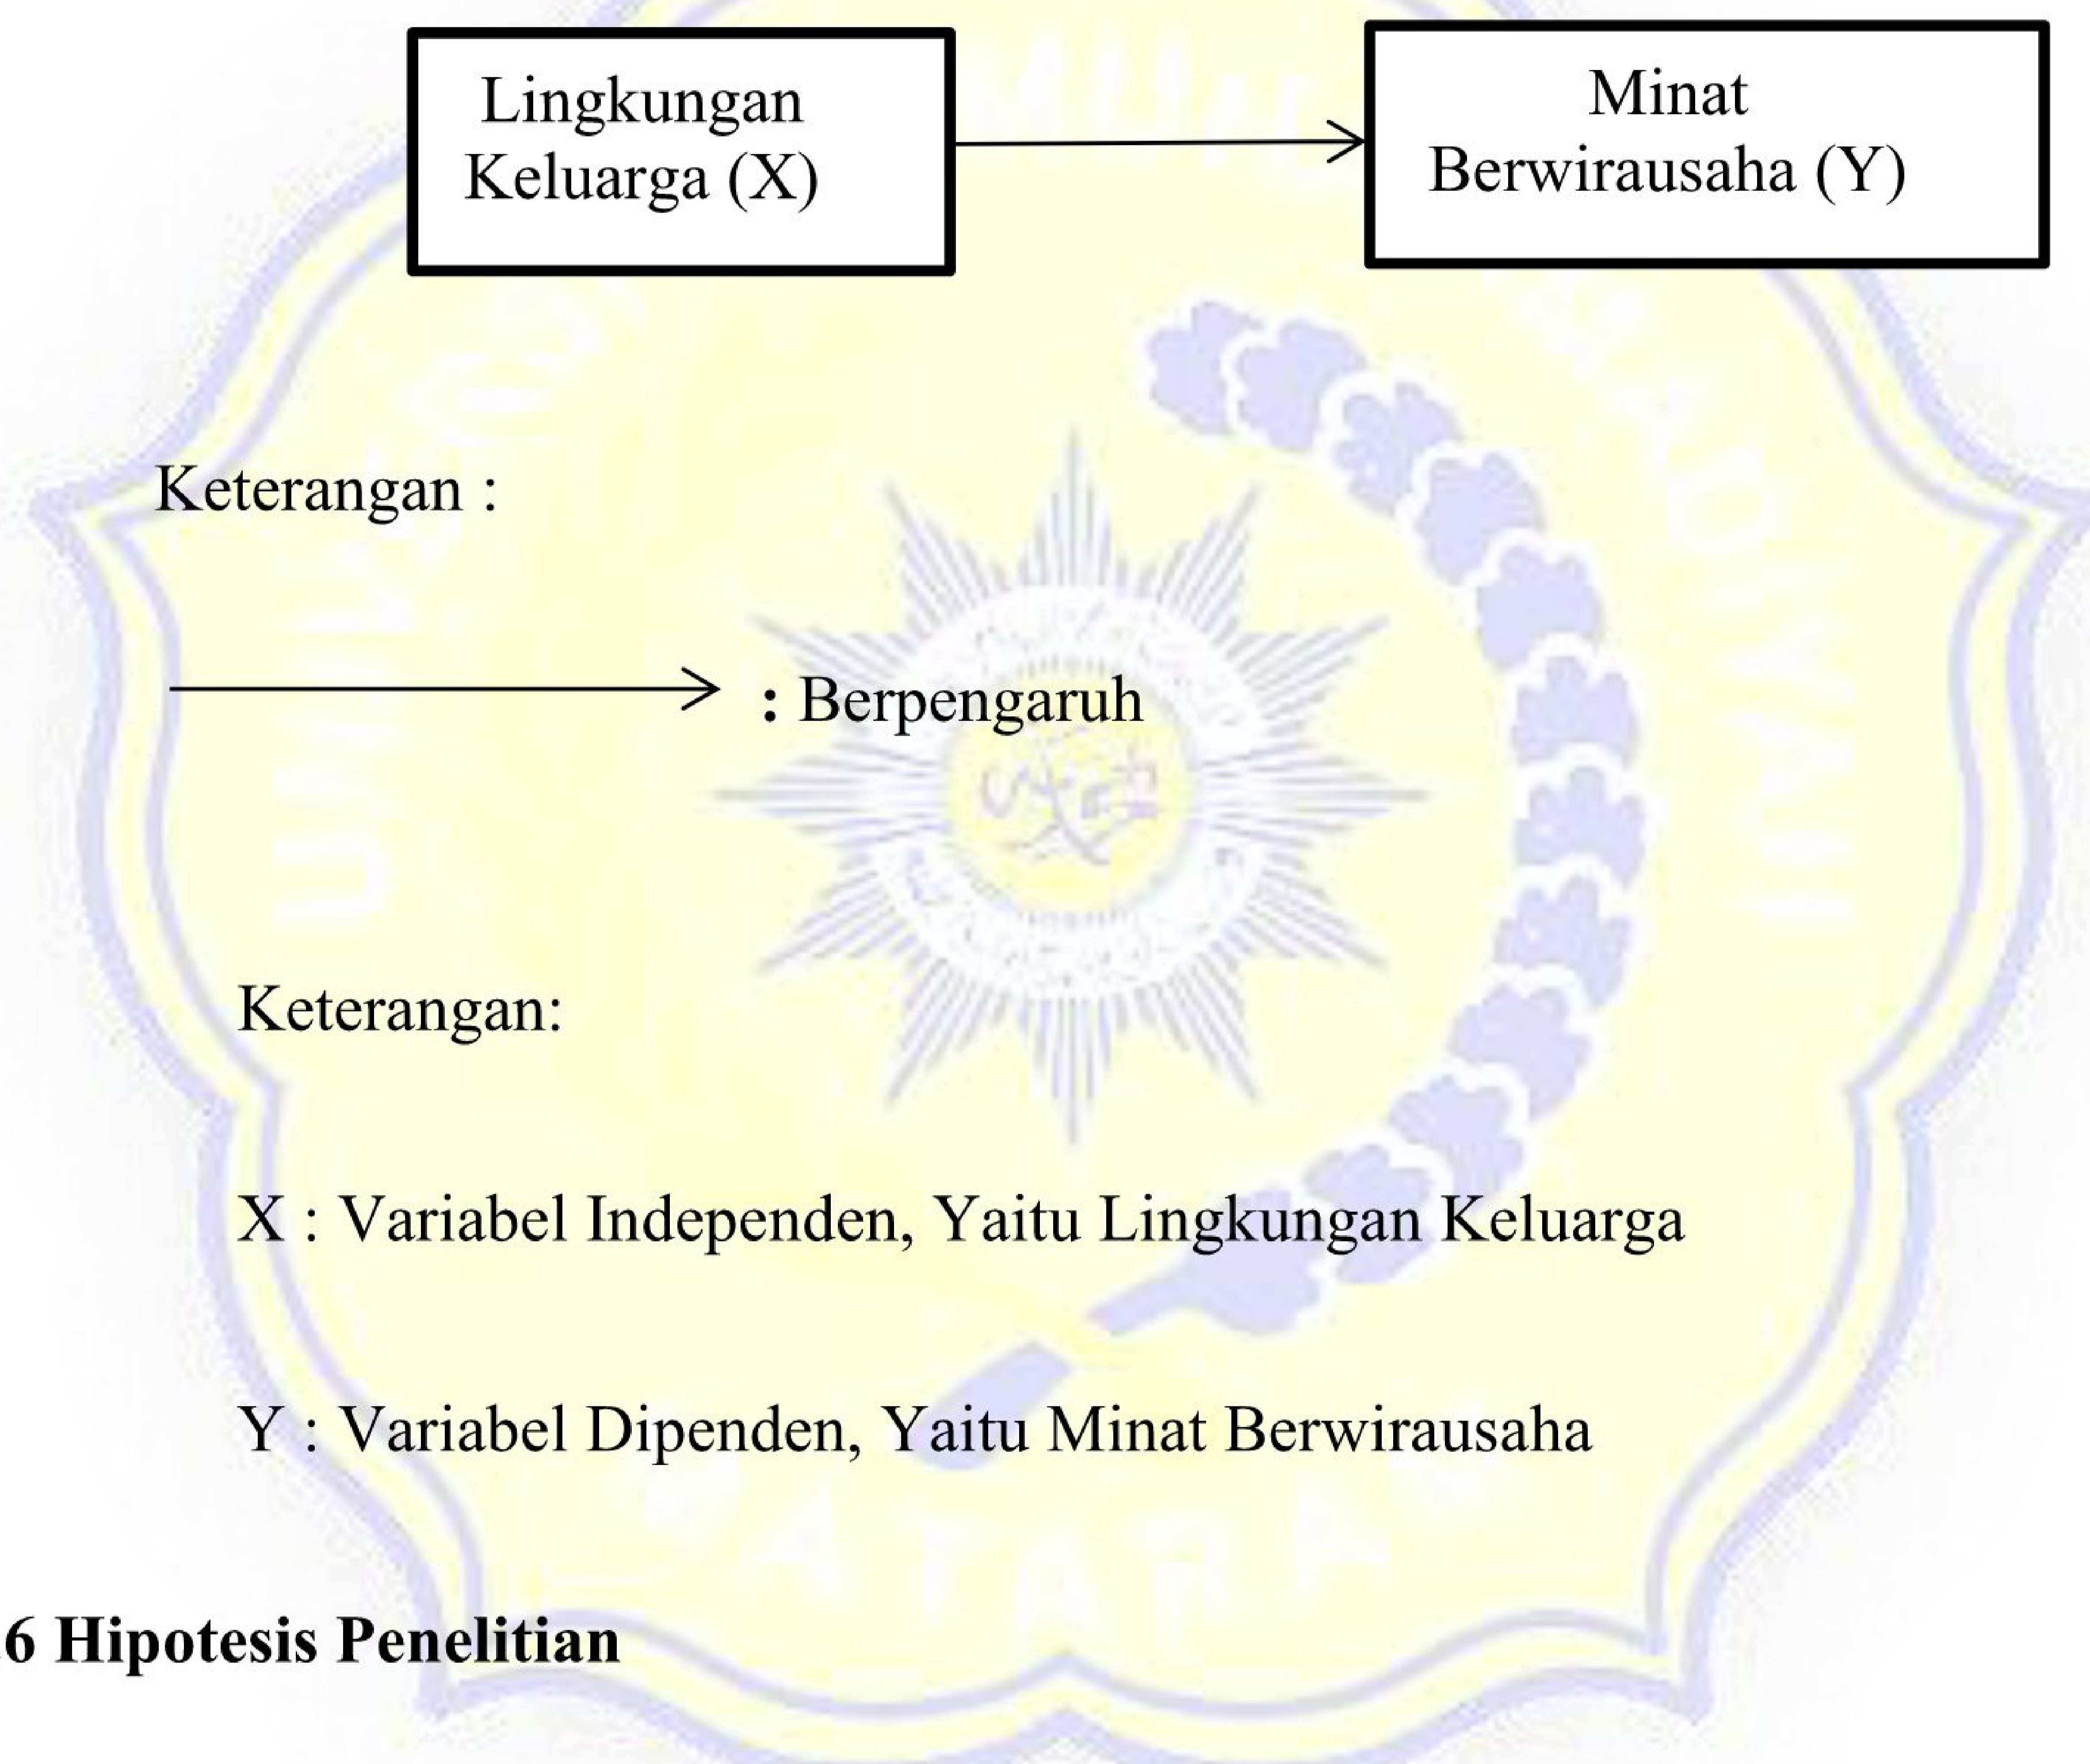 Lingkungan
Keluarga (X)
Minat
Berwirausaha (Y)
Keterangan :
: Berpengaruh
Keterangan:
X : Variabel Independen, Yaitu Lingkungan Keluarga
Y : Variabel Dipenden, Yaitu Minat Berwirausaha
6 Hipotesis Penelitian